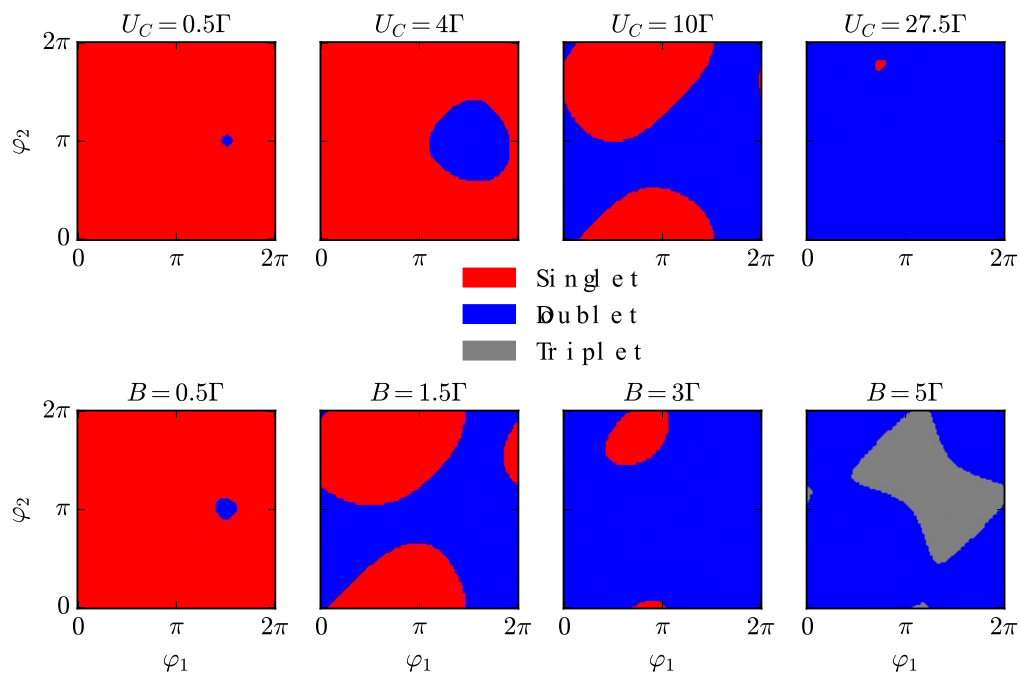 U_C = 0.5Γ U_C = 4Γ U_C = 10Γ U_C = 27.5Γ
2π
φ₂ π
0
0 π 2π 0 π 2π 0 π 2π 0 π 2π
Singlet
Doublet
Triplet
B = 0.5Γ B = 1.5Γ B = 3Γ B = 5Γ
2π
φ₂ π
0
0 π 2π 0 π 2π 0 π 2π 0 π 2π
φ₁ φ₁ φ₁ φ₁